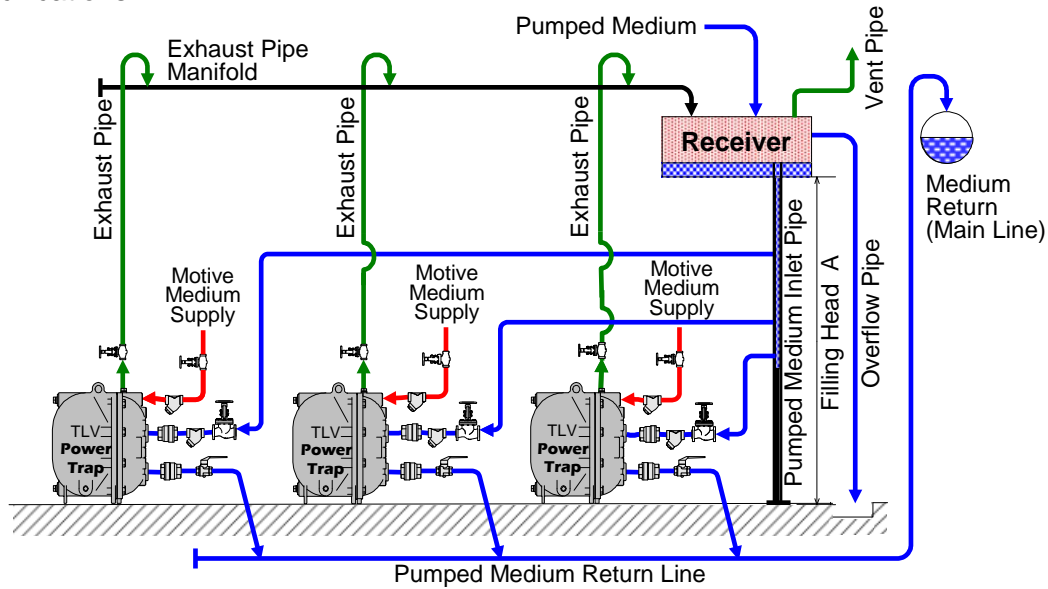 Pumped Medium
Exhaust Pipe
Manifold
Vent Pipe
Receiver
Medium
Return
(Main Line)
Exhaust Pipe
Exhaust Pipe
Exhaust Pipe
Motive
Medium
Supply
Motive
Medium
Supply
Motive
Medium
Supply
Pumped Medium Inlet Pipe
Filling Head A
Overflow Pipe
TLV
Power
Trap
TLV
Power
Trap
TLV
Power
Trap
Pumped Medium Return Line